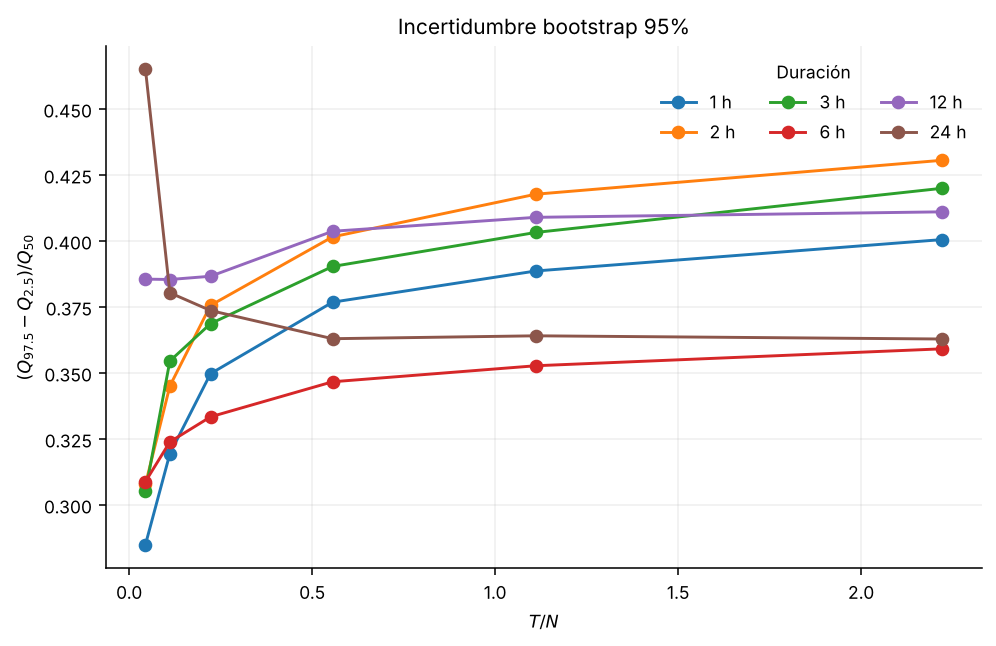 Incertidumbre bootstrap 95%
Duración
1 h 3 h 12 h
2 h 6 h 24 h
0.450
0.425
0.400
0.375
0.350
0.325
0.300
(Q97.5 − Q2.5)/Q50
0.0 0.5 1.0 1.5 2.0
T/N